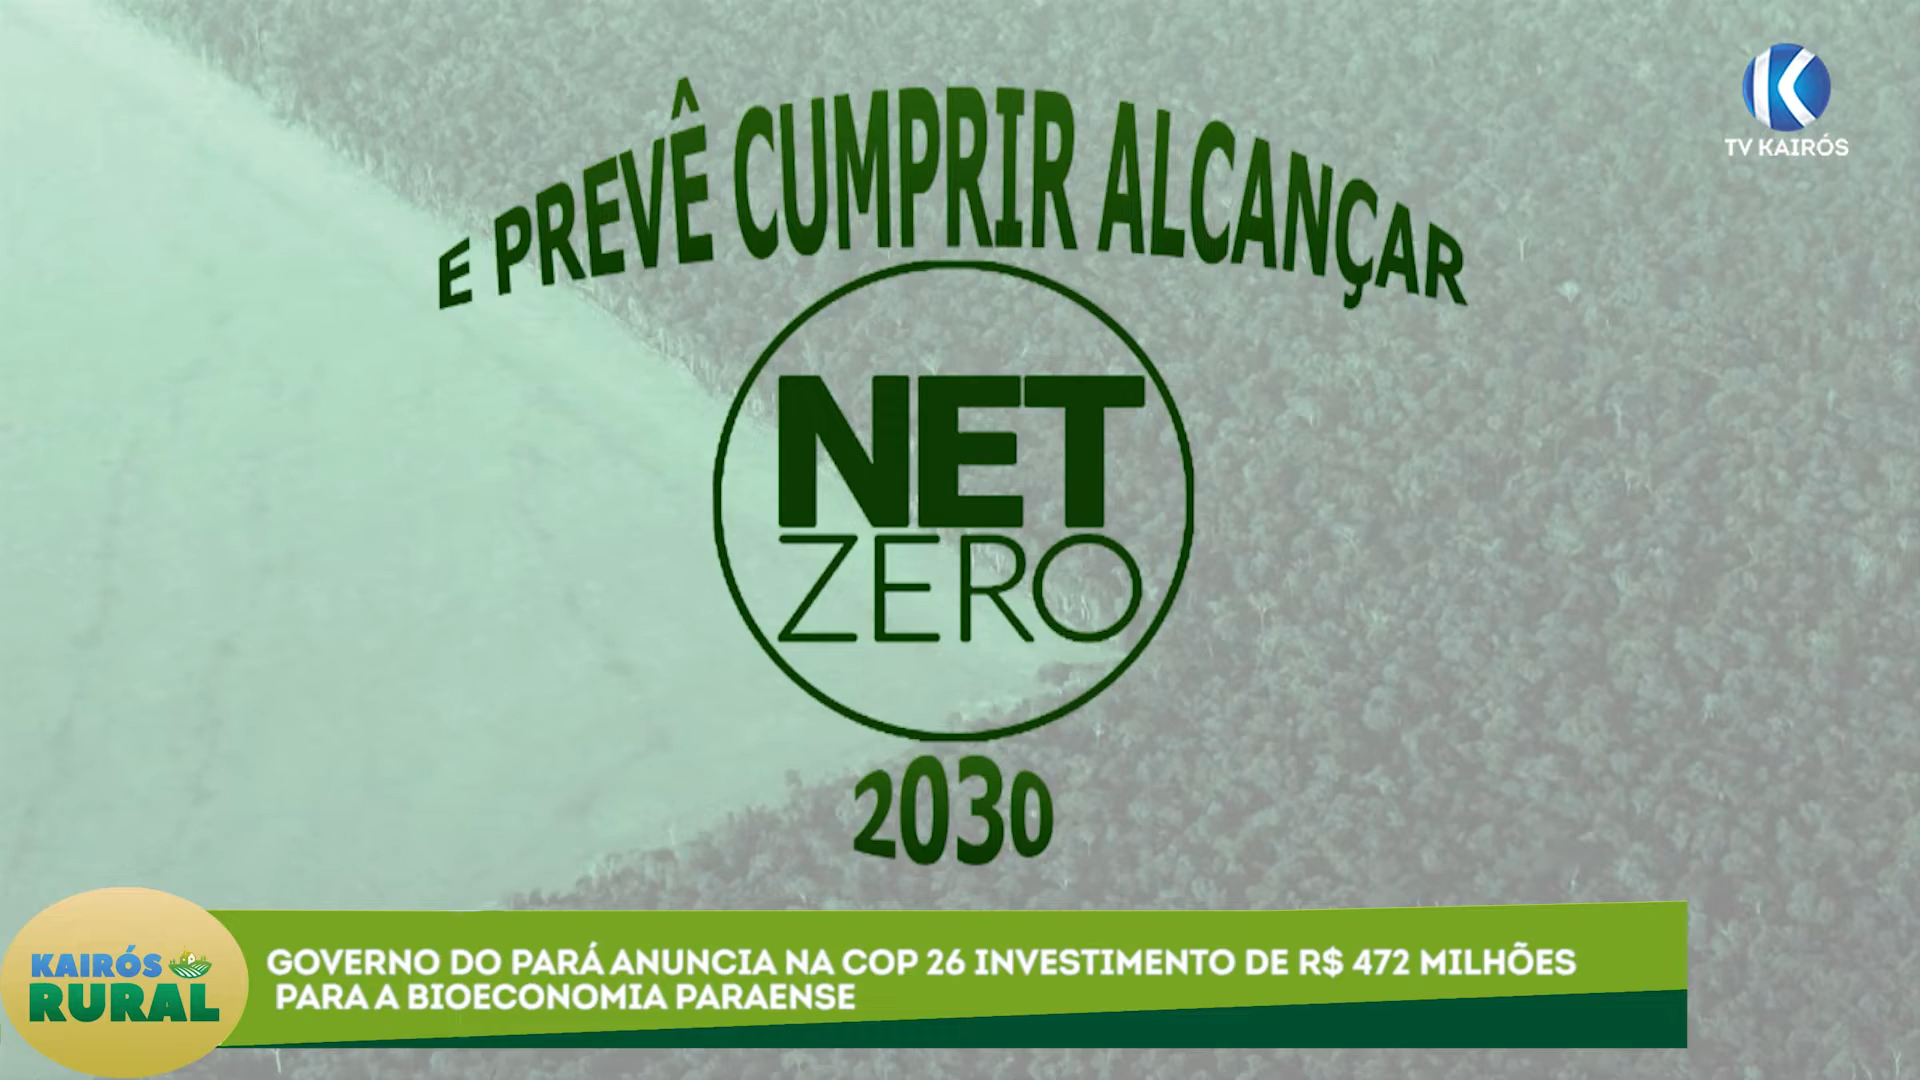 TV KAIRÓS
E PREVÊ CUMPRIR ALCANÇAR
NET
ZERO
2030
KAIRÓS
RURAL
GOVERNO DO PARÁ ANUNCIA NA COP 26 INVESTIMENTO DE R$ 472 MILHÕES
PARA A BIOECONOMIA PARAENSE